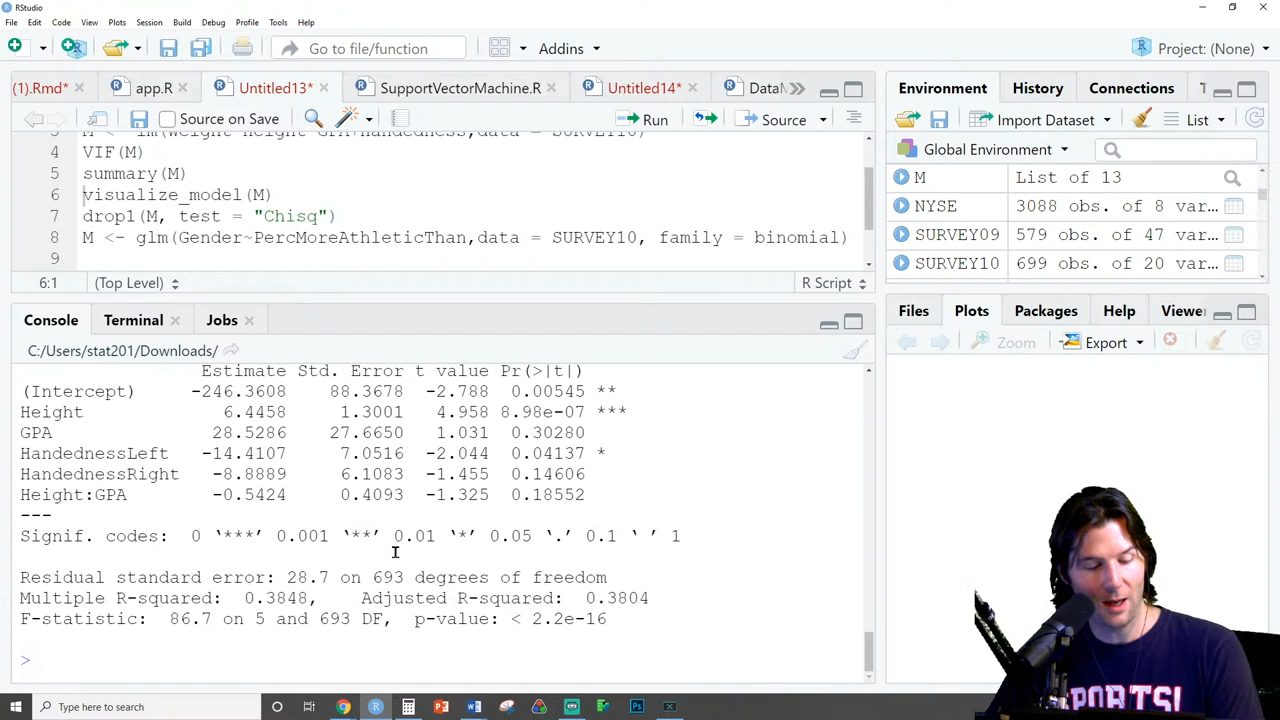 RStudio
File Edit Code View Plots Session Build Debug Profile Tools Help
Go to file/function Addins Project: (None)
(1).Rmd* app.R Untitled13* SupportVectorMachine.R Untitled14* DataM
Source on Save Run Source
4 VIF(M)
5 summary(M)
6 visualize_model(M)
7 drop1(M, test = "Chisq")
8 M <- glm(Gender~PercMoreAthleticThan,data = SURVEY10, family = binomial)
9
6:1 (Top Level) R Script
Console Terminal Jobs
C:/Users/stat201/Downloads/
Estimate Std. Error t value Pr(>|t|)
(Intercept) -246.3608 88.3678 -2.788 0.00545 **
Height 6.4458 1.3001 4.958 8.98e-07 ***
GPA 28.5286 27.6650 1.031 0.30280
HandednessLeft -14.4107 7.0516 -2.044 0.04137 *
HandednessRight -8.8889 6.1083 -1.455 0.14606
Height:GPA -0.5424 0.4093 -1.325 0.18552
---
Signif. codes: 0 ‘***’ 0.001 ‘**’ 0.01 ‘*’ 0.05 ‘.’ 0.1 ‘ ’ 1
Residual standard error: 28.7 on 693 degrees of freedom
Multiple R-squared: 0.3848, Adjusted R-squared: 0.3804
F-statistic: 86.7 on 5 and 693 DF, p-value: < 2.2e-16
>
Environment History Connections T
Import Dataset List
Global Environment
M List of 13
NYSE 3088 obs. of 8 var…
SURVEY09 579 obs. of 47 var…
SURVEY10 699 obs. of 20 var…
Files Plots Packages Help Viewer
Zoom Export
Type here to search